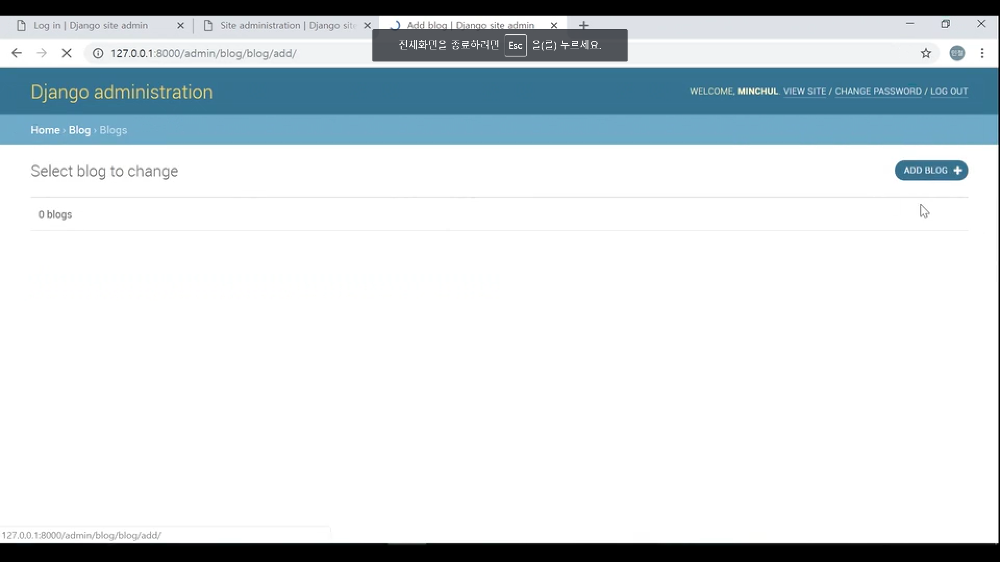 Log in | Django site admin
Site administration | Django site
Add blog | Django site admin
전체화면을 종료하려면 Esc 을(를) 누르세요.
127.0.0.1:8000/admin/blog/blog/add/
민철
Django administration
WELCOME, MINCHUL. VIEW SITE / CHANGE PASSWORD / LOG OUT
Home › Blog › Blogs
Select blog to change
ADD BLOG
0 blogs
127.0.0.1:8000/admin/blog/blog/add/